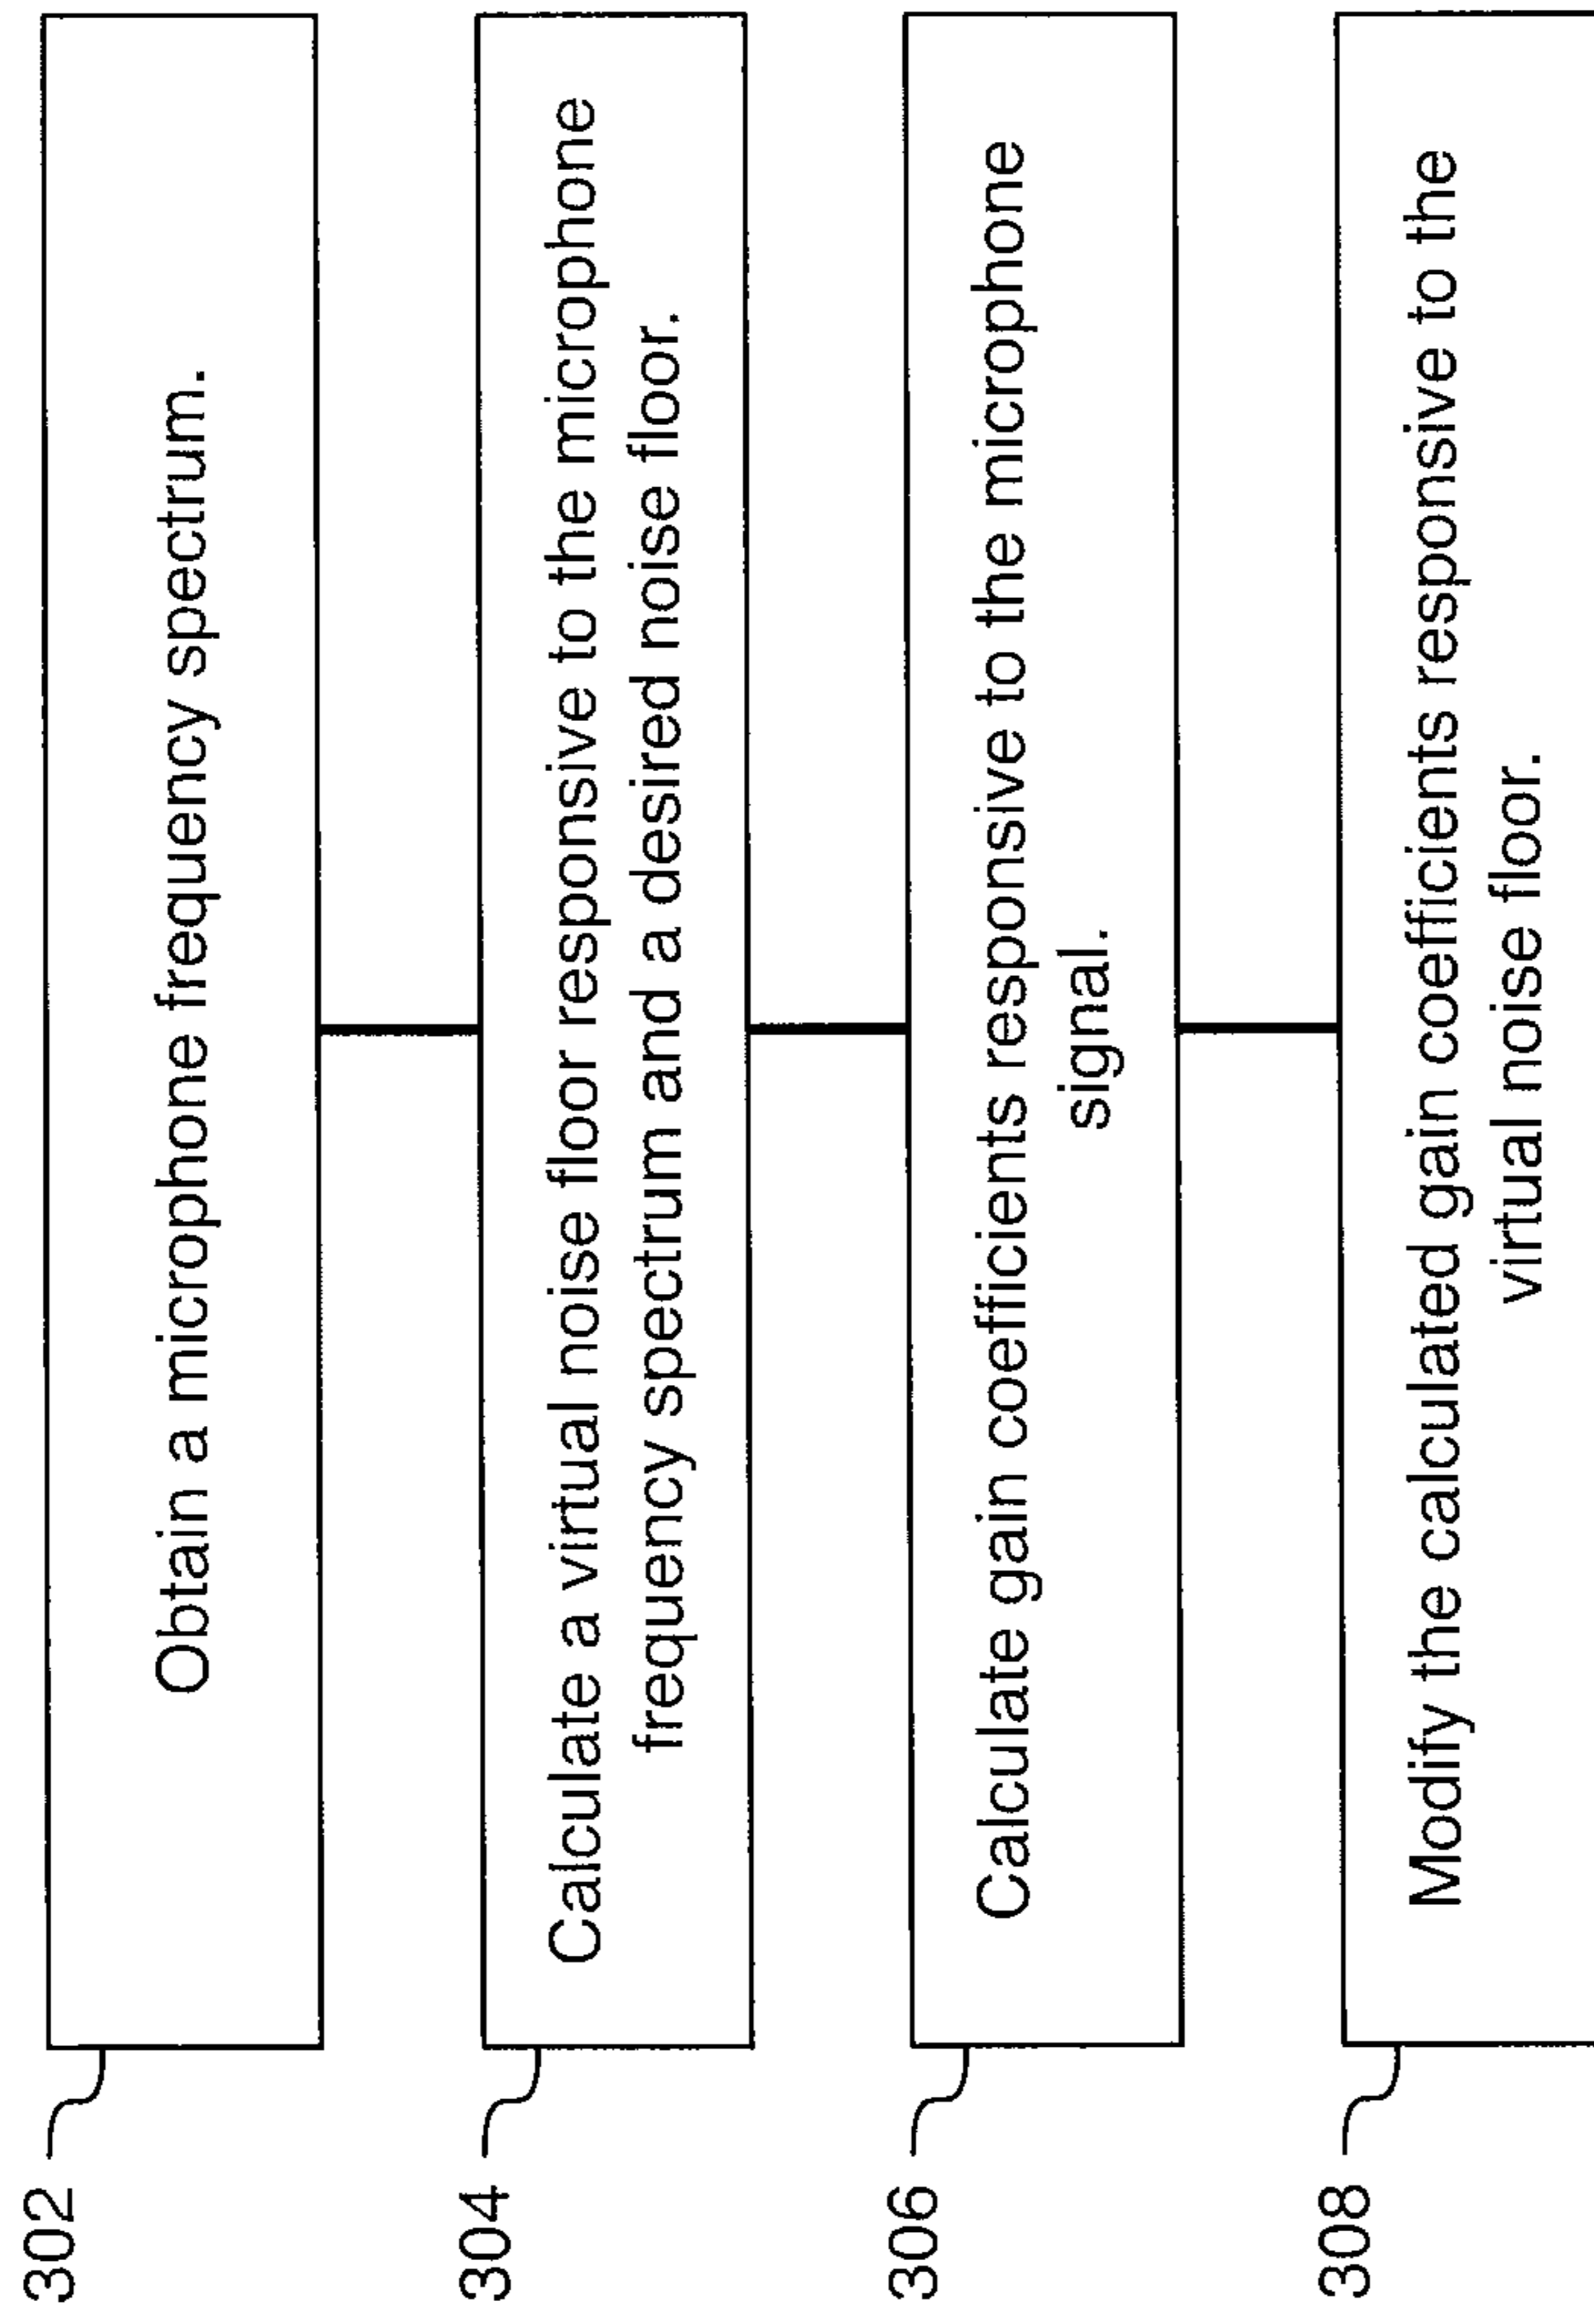 302
Obtain a microphone frequency spectrum.
304
Calculate a virtual noise floor responsive to the microphone
frequency spectrum and a desired noise floor.
306
Calculate gain coefficients responsive to the microphone
signal.
308
Modify the calculated gain coefficients responsive to the
virtual noise floor.